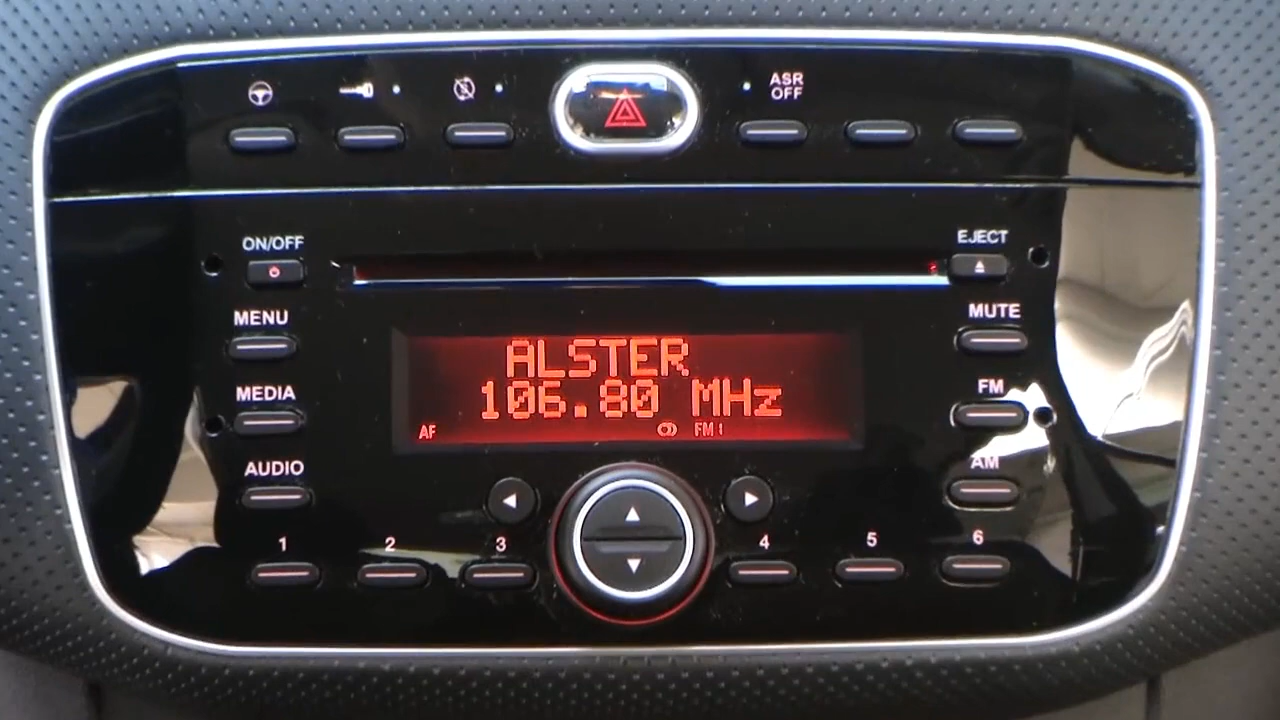 ASR
OFF
ON/OFF
EJECT
MENU
MUTE
ALSTER
106.80 MHz
MEDIA
FM
AF
FM1
AUDIO
AM
1
2
3
4
5
6